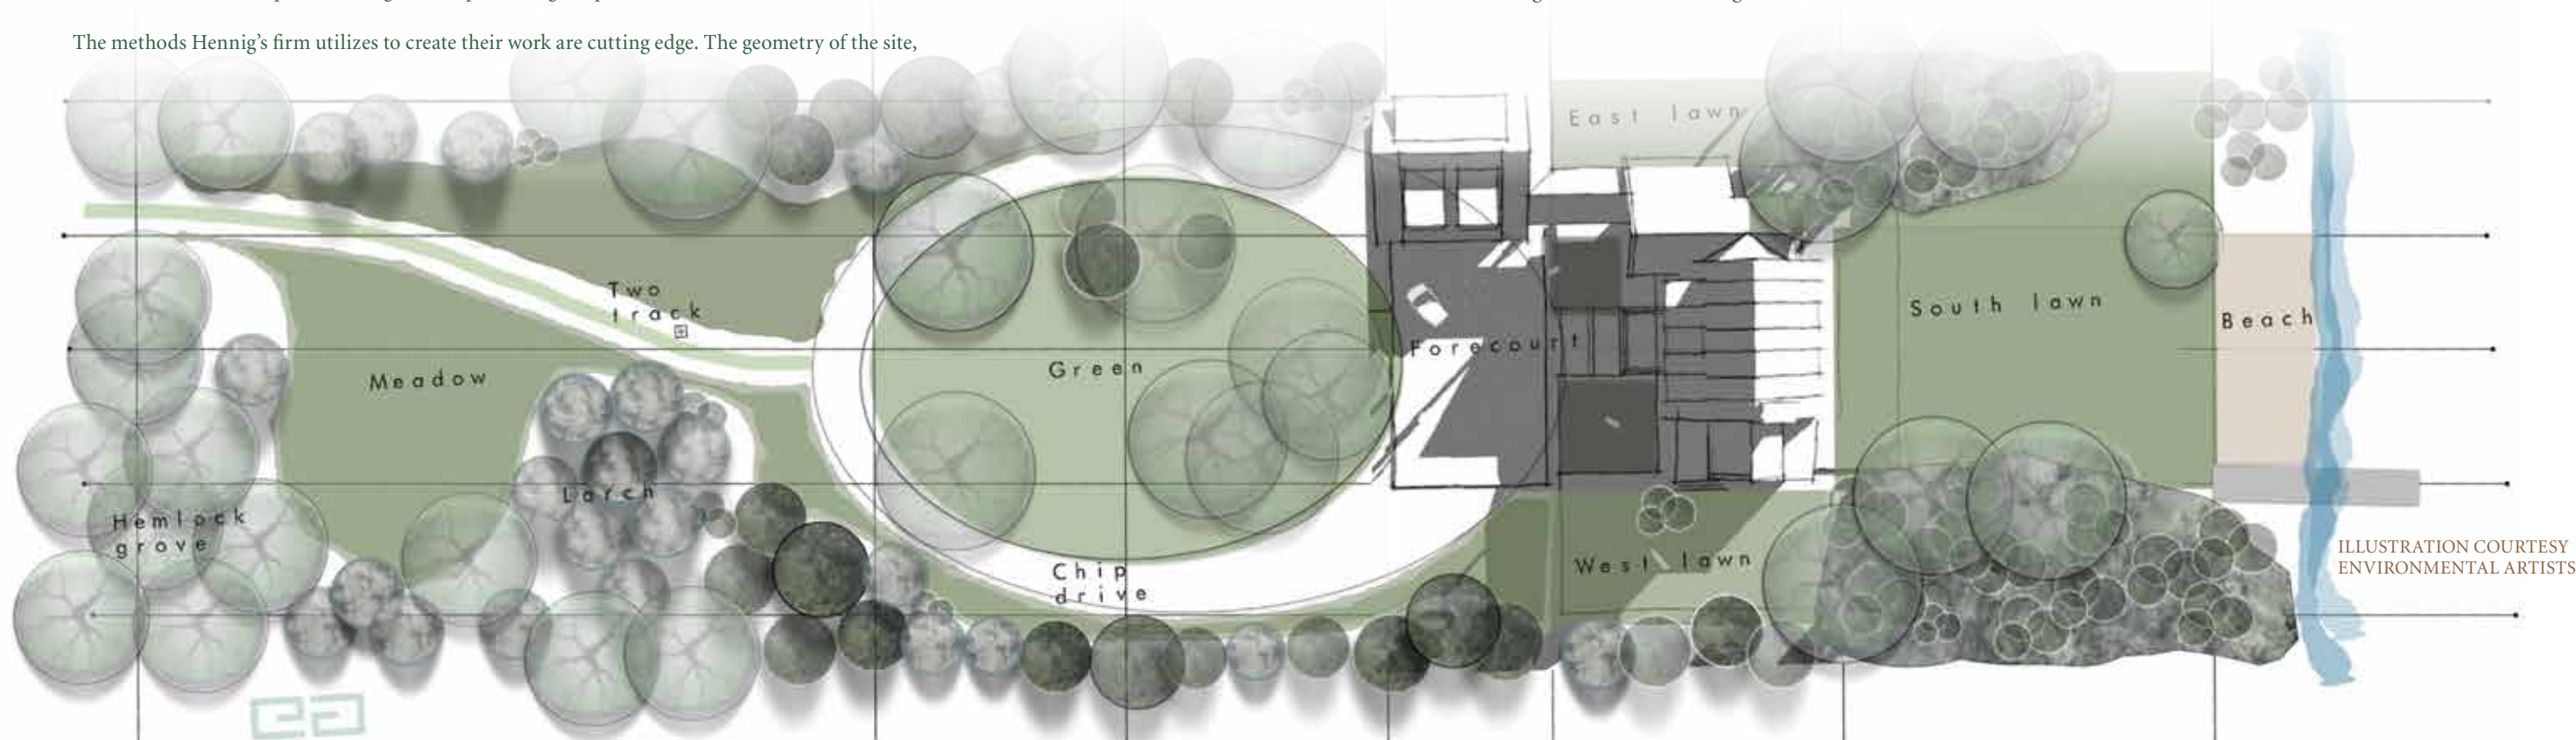 The methods Hennig’s firm utilizes to create their work are cutting edge. The geometry of the site,
East lawn
Two
track
South lawn
Beach
Forecourt
Green
Meadow
Larch
Hemlock
grove
West lawn
Chip
drive
ILLUSTRATION COURTESY
ENVIRONMENTAL ARTISTS
ea